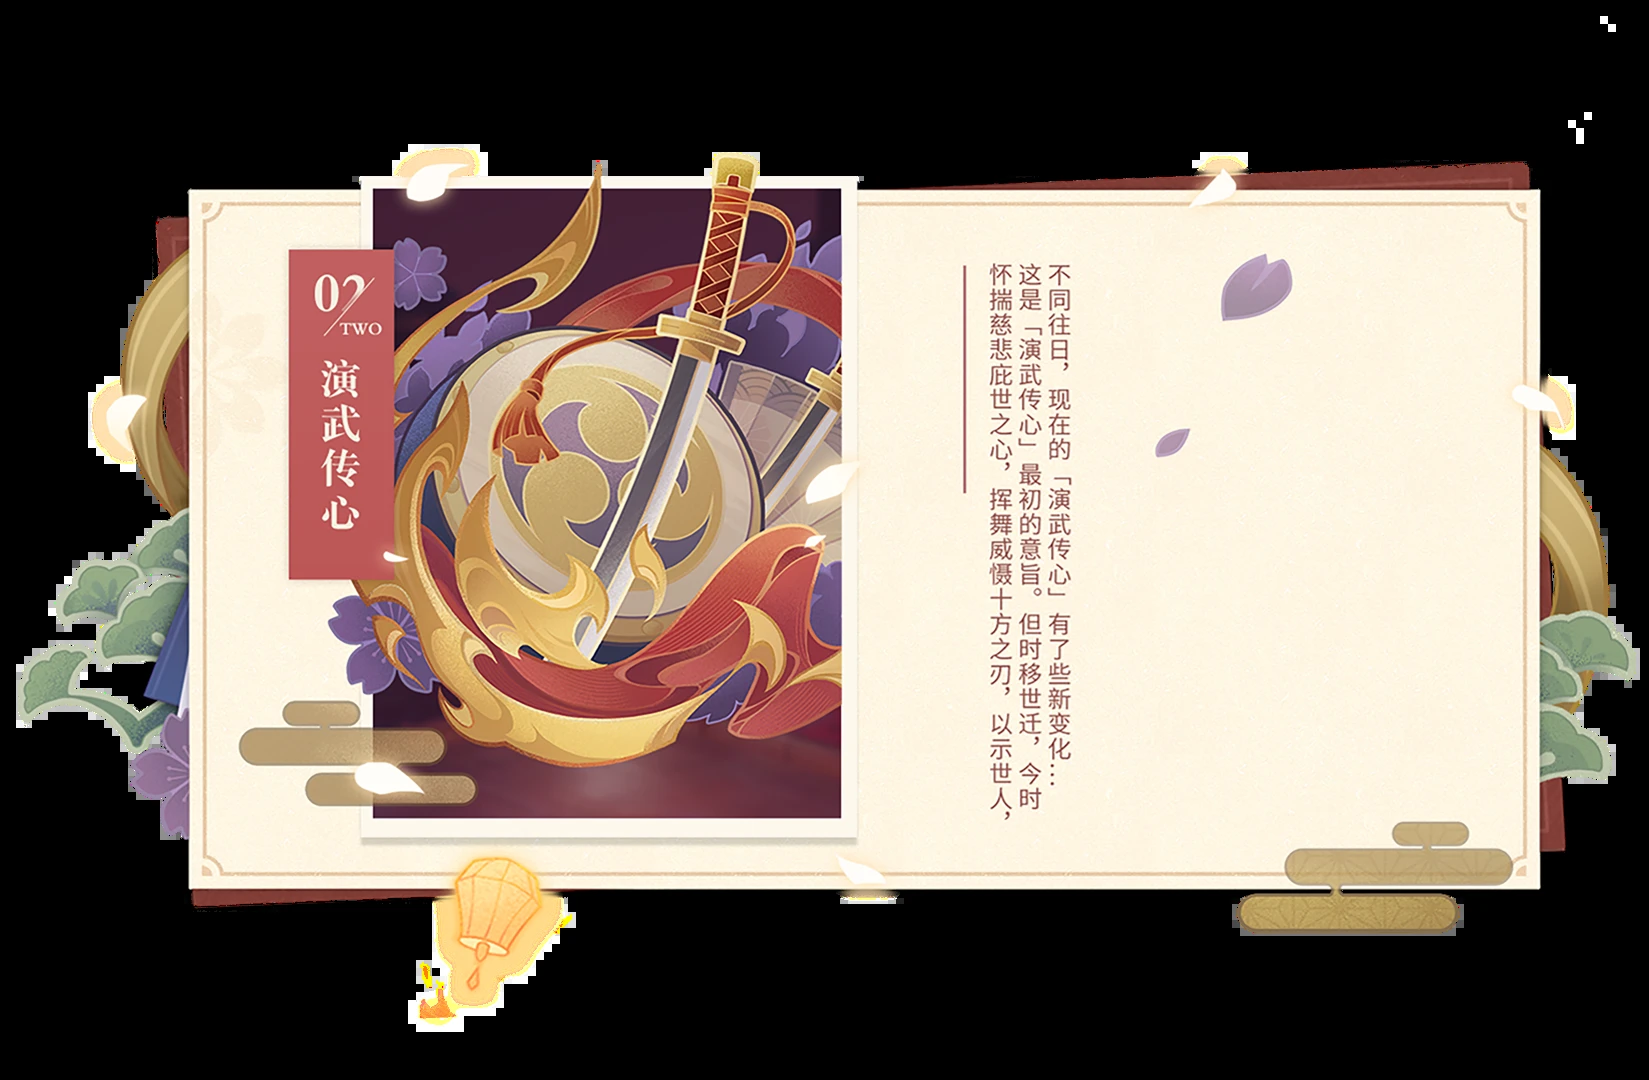 02
TWO
演武传心
不同往日，现在的「演武传心」有了些新变化…
这是「演武传心」最初的意旨。但时移世迁，今时
怀揣慈悲庇世之心，挥舞威慑十方之刃，以示世人，